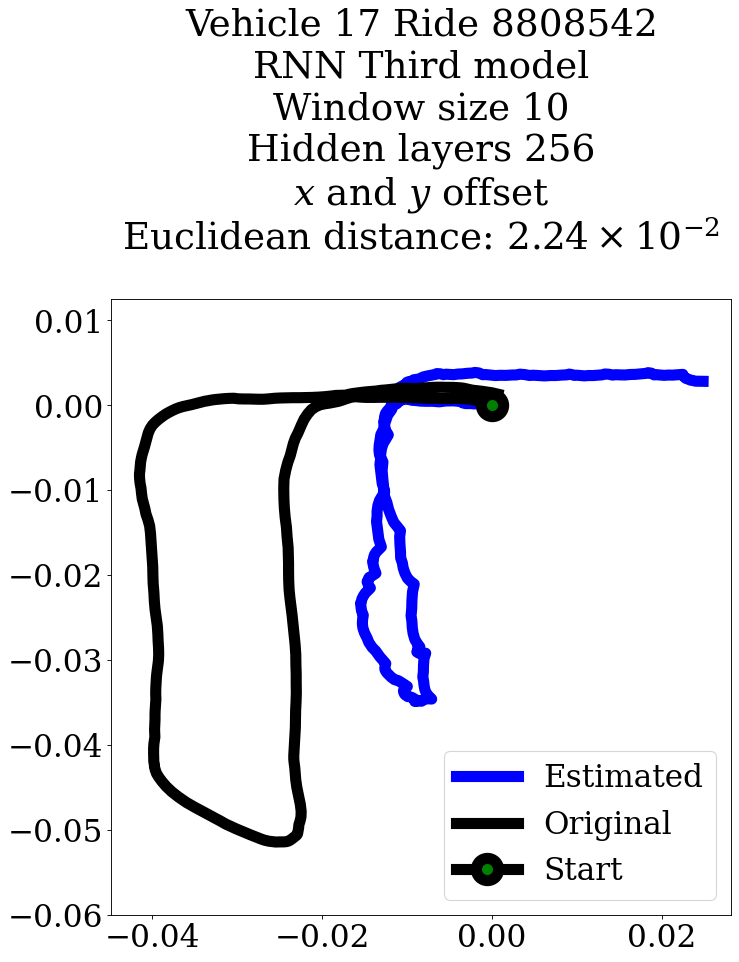 Vehicle 17 Ride 8808542
RNN Third model
Window size 10
Hidden layers 256
x and y offset
Euclidean distance: 2.24 × 10⁻²
0.01
0.00
−0.01
−0.02
−0.03
−0.04
−0.05
−0.06
−0.04
−0.02
0.00
0.02
Estimated
Original
Start